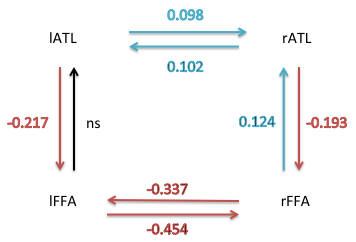 0.098
lATL
rATL
0.102
-0.217
ns
0.124
-0.193
-0.337
lFFA
rFFA
-0.454